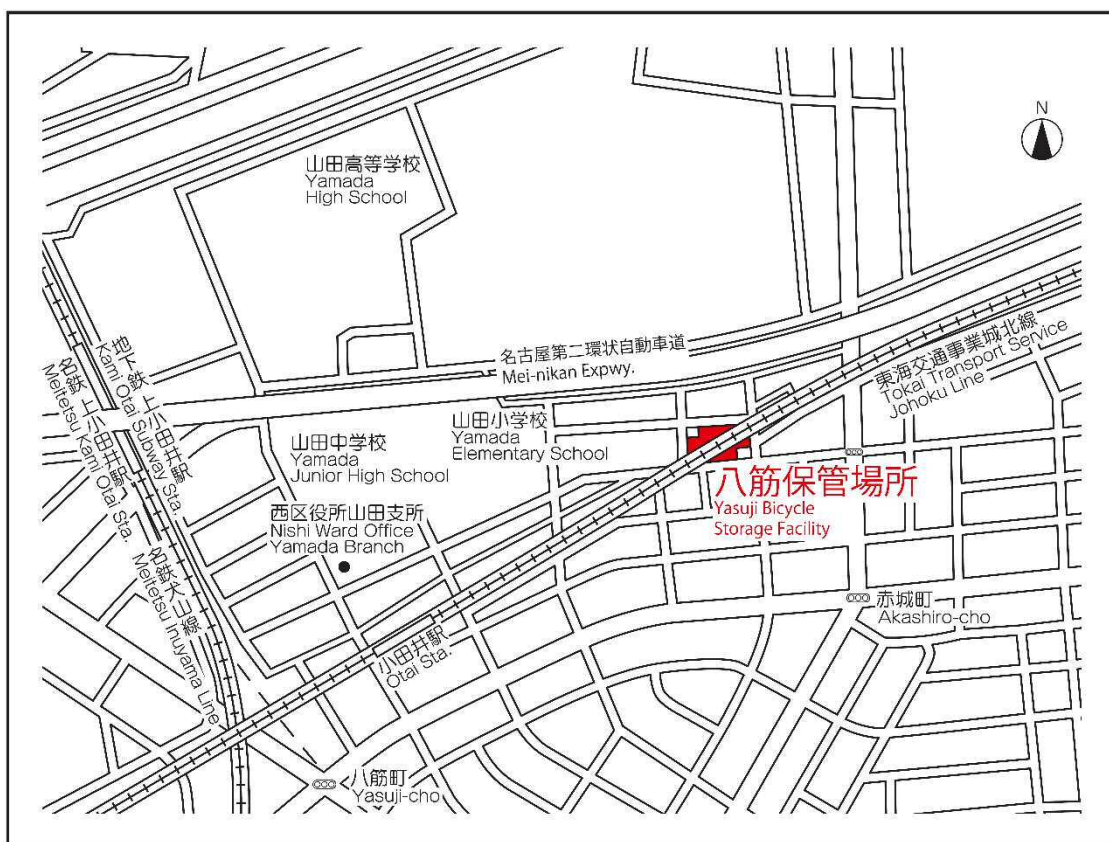 N
山田高等学校
Yamada
High School
名古屋第二環状自動車道
Mei-nikan Expwy.
東海交通事業城北線
Tokai Transport Service
Johoku Line
地下鉄 上小田井駅
Kami Otai Subway Sta.
名鉄 上小田井駅
Meitetsu Kami Otai Sta.
山田小学校
Yamada
Elementary School
山田中学校
Yamada
Junior High School
八筋保管場所
Yasuji Bicycle
Storage Facility
西区役所山田支所
Nishi Ward Office
Yamada Branch
名鉄犬山線
Meitetsu Inuyama Line
赤城町
Akashiro-cho
小田井駅
Otai Sta.
八筋町
Yasuji-cho